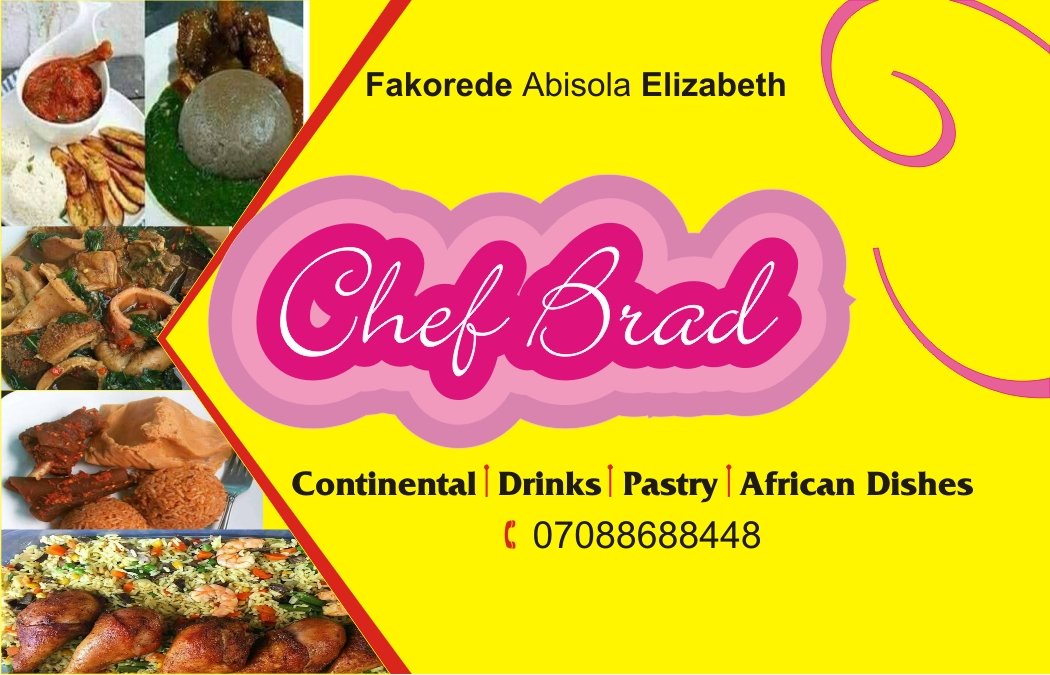 Fakorede Abisola Elizabeth
Chef Brad
Continental | Drinks | Pastry | African Dishes
07088688448